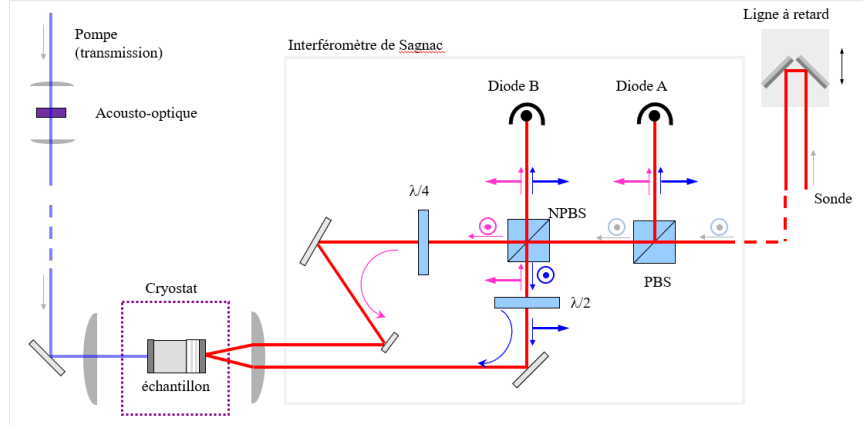 Ligne à retard
Pompe
(transmission)
Interféromètre de Sagnac
Diode B
Diode A
Acousto-optique
λ/4
NPBS
Sonde
PBS
Cryostat
λ/2
échantillon